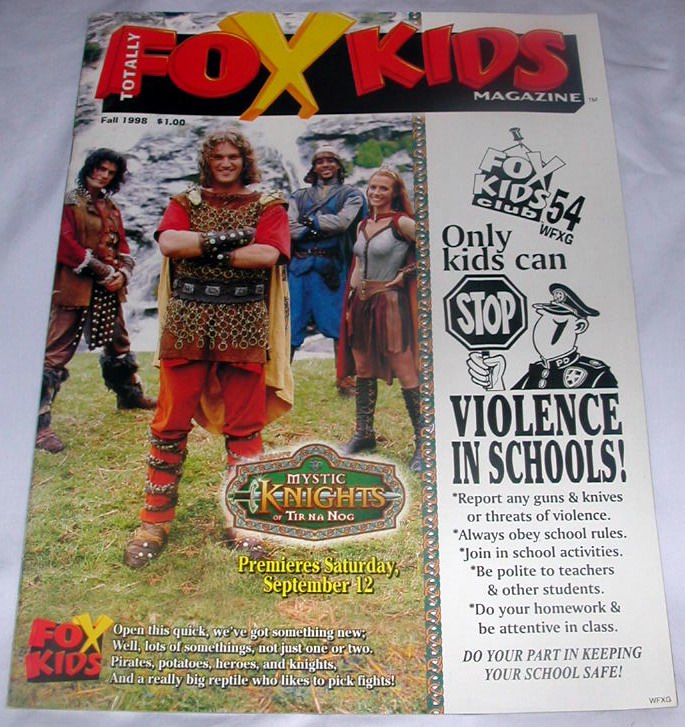 TOTALLY
FOX KIDS
MAGAZINE ™
Fall 1998 $1.00
FOX
KIDS
club 54
WFXG
Only
kids can
STOP
PD
VIOLENCE
IN SCHOOLS!
*Report any guns & knives
or threats of violence.
*Always obey school rules.
*Join in school activities.
*Be polite to teachers
& other students.
*Do your homework &
be attentive in class.
DO YOUR PART IN KEEPING
YOUR SCHOOL SAFE!
WFXG
MYSTIC
KNIGHTS
OF TIR NA NOG
Premieres Saturday,
September 12
FOX
KIDS
Open this quick, we've got something new;
Well, lots of somethings, not just one or two.
Pirates, potatoes, heroes, and knights,
And a really big reptile who likes to pick fights!